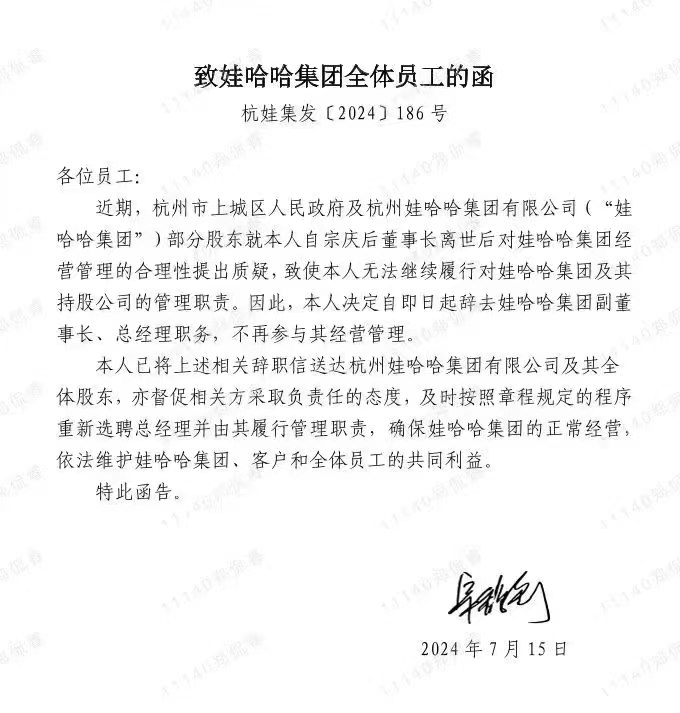 致娃哈哈集团全体员工的函
杭娃集发〔2024〕186 号
各位员工：
近期，杭州市上城区人民政府及杭州娃哈哈集团有限公司（“娃
哈哈集团”）部分股东就本人自宗庆后董事长离世后对娃哈哈集团经
营管理的合理性提出质疑，致使本人无法继续履行对娃哈哈集团及其
持股公司的管理职责。因此，本人决定自即日起辞去娃哈哈集团副董
事长、总经理职务，不再参与其经营管理。
本人已将上述相关辞职信送达杭州娃哈哈集团有限公司及其全
体股东，亦督促相关方采取负责任的态度，及时按照章程规定的程序
重新选聘总经理并由其履行管理职责，确保娃哈哈集团的正常经营，
依法维护娃哈哈集团、客户和全体员工的共同利益。
特此函告。
2024 年 7 月 15 日